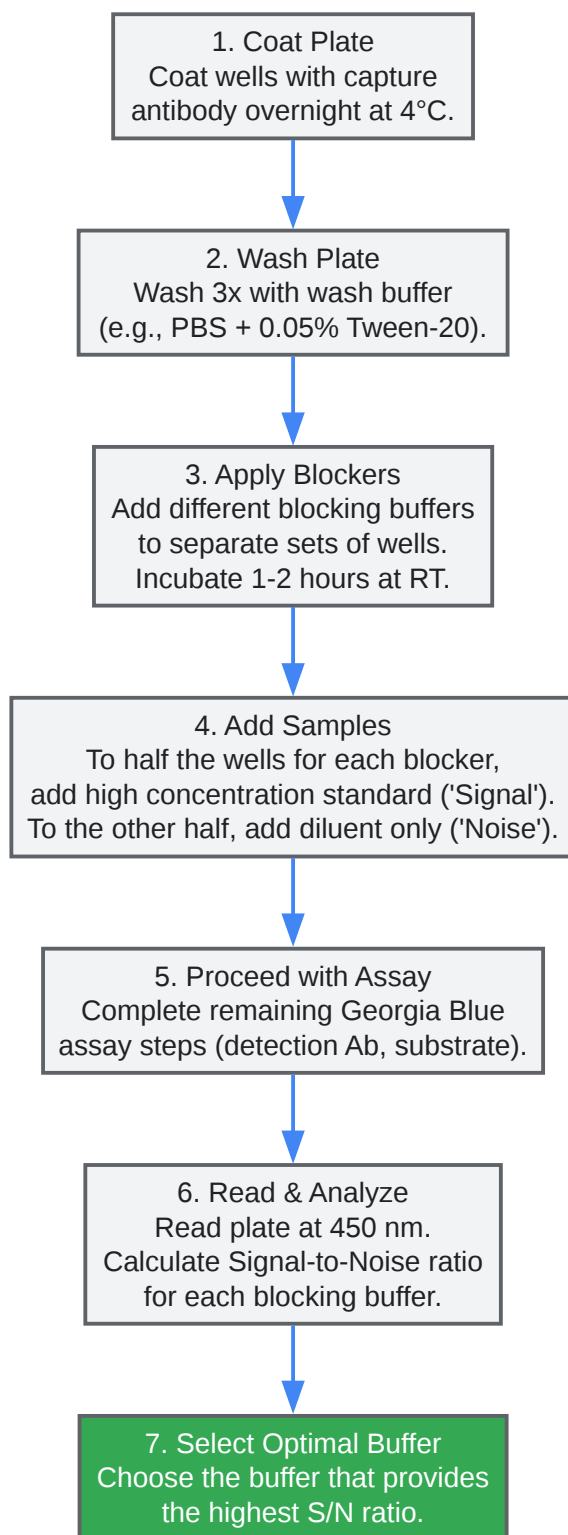 1. Coat Plate
Coat wells with capture
antibody overnight at 4°C.
2. Wash Plate
Wash 3x with wash buffer
(e.g., PBS + 0.05% Tween-20).
3. Apply Blockers
Add different blocking buffers
to separate sets of wells.
Incubate 1-2 hours at RT.
4. Add Samples
To half the wells for each blocker,
add high concentration standard ('Signal').
To the other half, add diluent only ('Noise').
5. Proceed with Assay
Complete remaining Georgia Blue
assay steps (detection Ab, substrate).
6. Read & Analyze
Read plate at 450 nm.
Calculate Signal-to-Noise ratio
for each blocking buffer.
7. Select Optimal Buffer
Choose the buffer that provides
the highest S/N ratio.